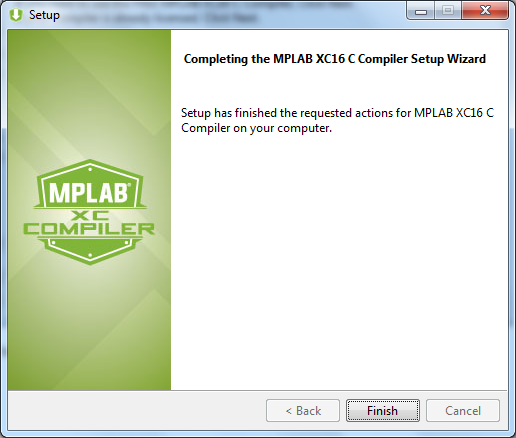 Setup
Completing the MPLAB XC16 C Compiler Setup Wizard
Setup has finished the requested actions for MPLAB XC16 C
Compiler on your computer.
MPLAB®
XC
COMPILER
< Back
Finish
Cancel